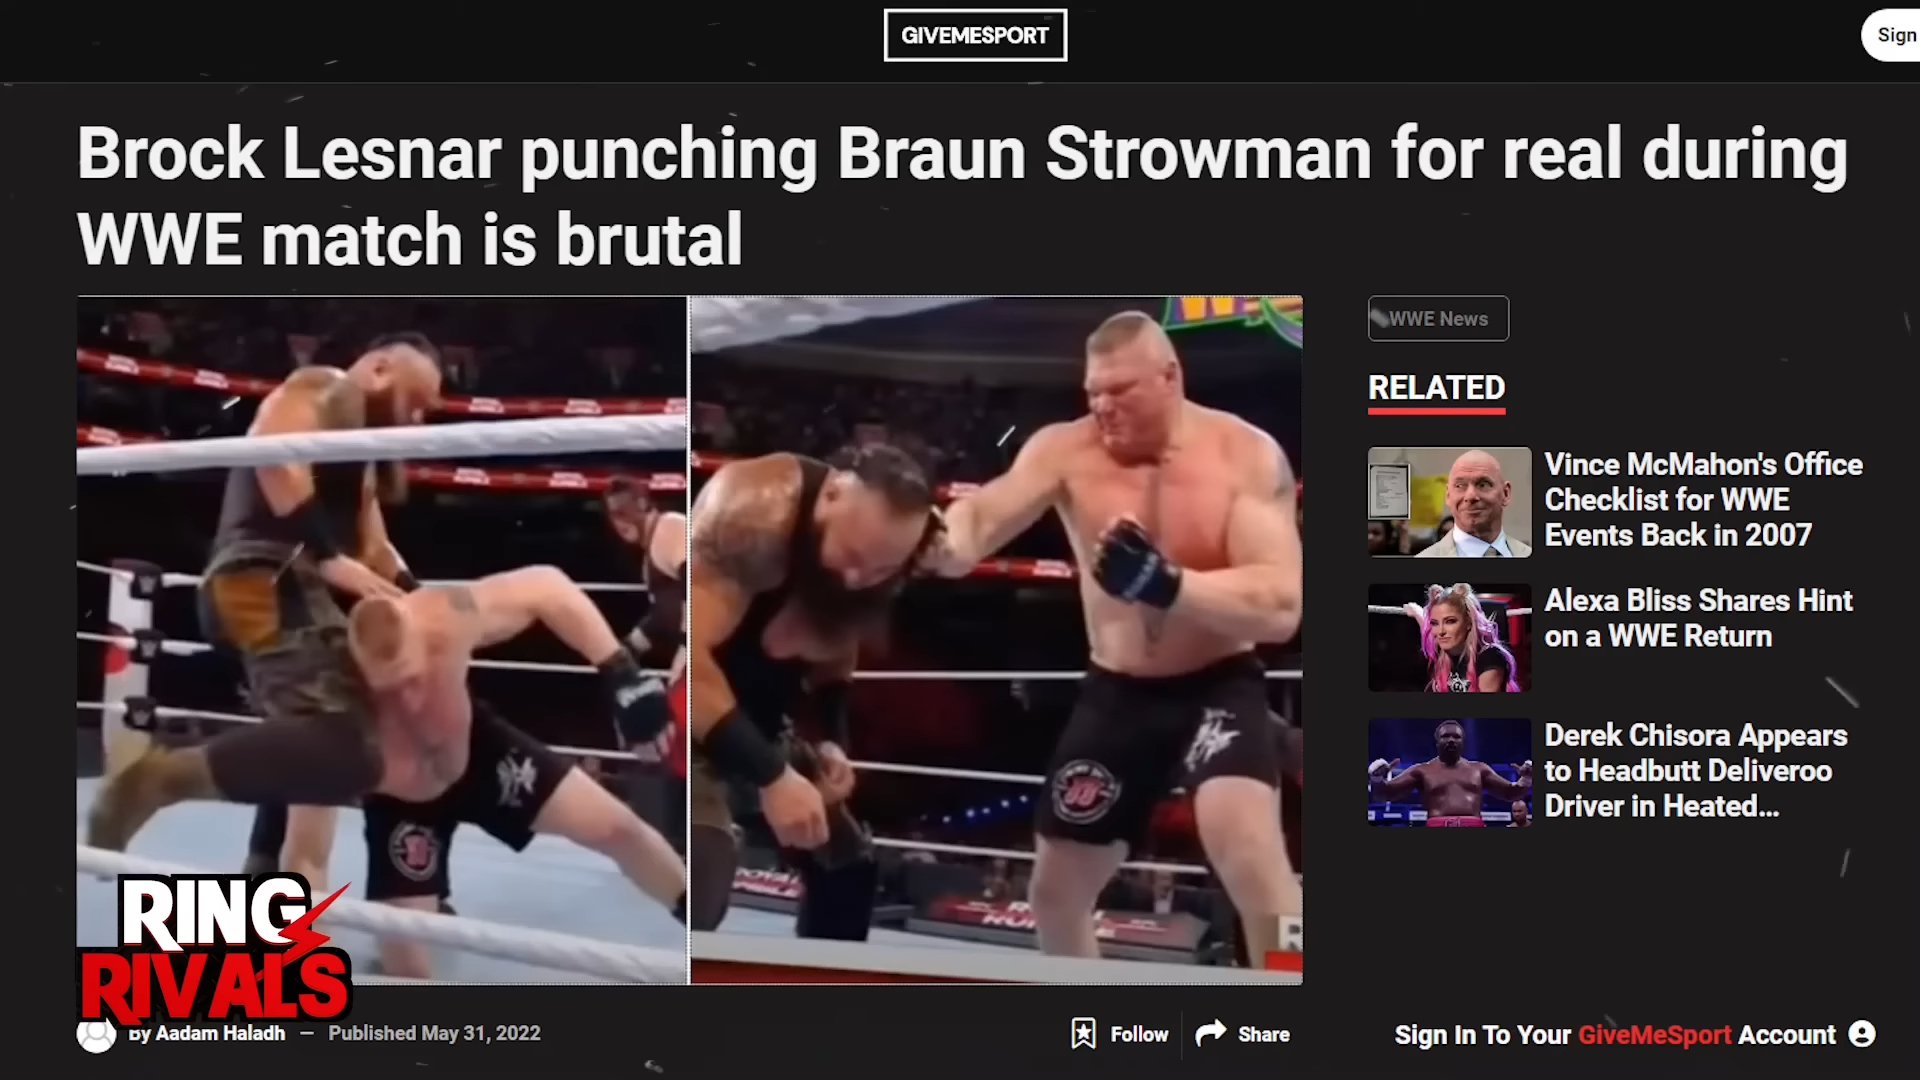 GIVEMESPORT
Sign
Brock Lesnar punching Braun Strowman for real during
WWE match is brutal
WWE News
RELATED
Vince McMahon's Office
Checklist for WWE
Events Back in 2007
Alexa Bliss Shares Hint
on a WWE Return
Derek Chisora Appears
to Headbutt Deliveroo
Driver in Heated...
RING
RIVALS
By Aadam Haladh — Published May 31, 2022
Follow
Share
Sign In To Your GiveMeSport Account